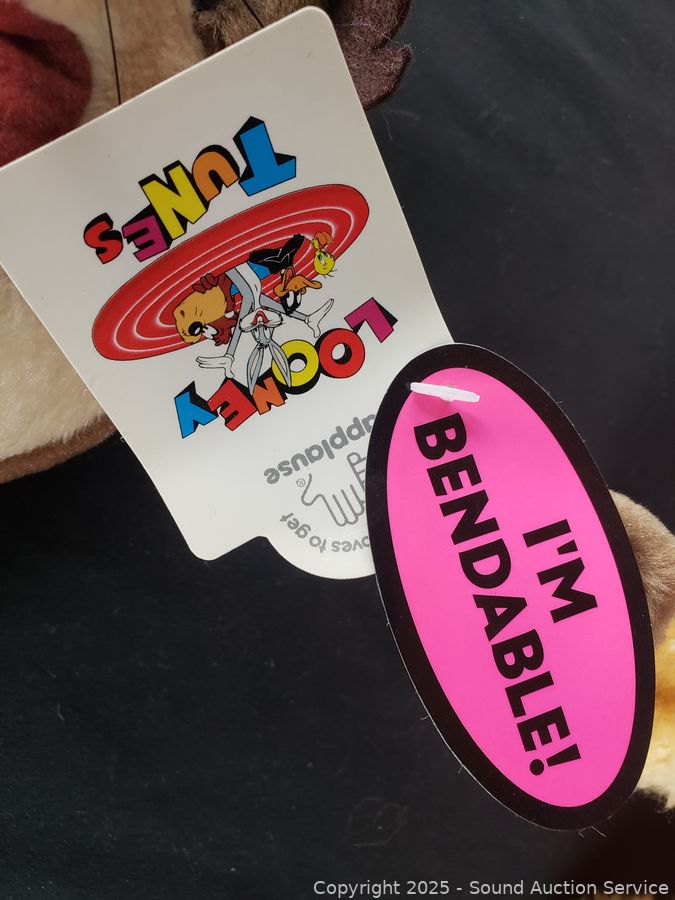 LOONEY
TUNES
applause
®
loves to get
I'M
BENDABLE!
Copyright 2025 - Sound Auction Service